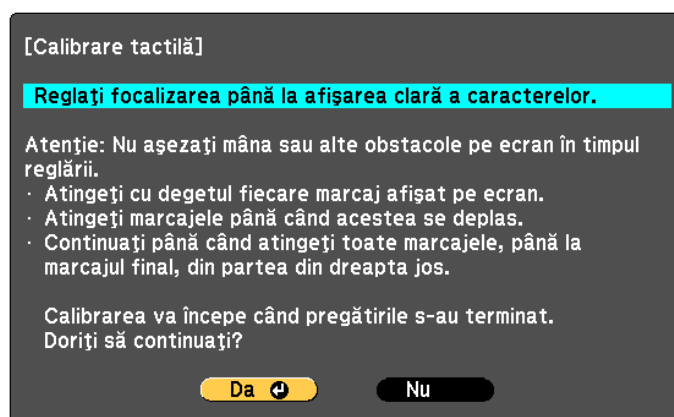 [Calibrare tactilă]
Reglaţi focalizarea până la afişarea clară a caracterelor.
Atenţie: Nu aşezaţi mâna sau alte obstacole pe ecran în timpul
reglării.
· Atingeţi cu degetul fiecare marcaj afişat pe ecran.
· Atingeţi marcajele până când acestea se deplas.
· Continuaţi până când atingeţi toate marcajele, până la
marcajul final, din partea din dreapta jos.
Calibrarea va începe când pregătirile s-au terminat.
Doriţi să continuaţi?
Da Nu